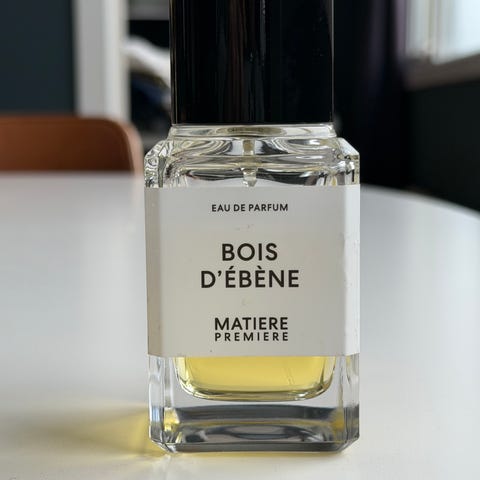 EAU DE PARFUM
BOIS
D'ÉBÈNE
MATIERE
PREMIERE